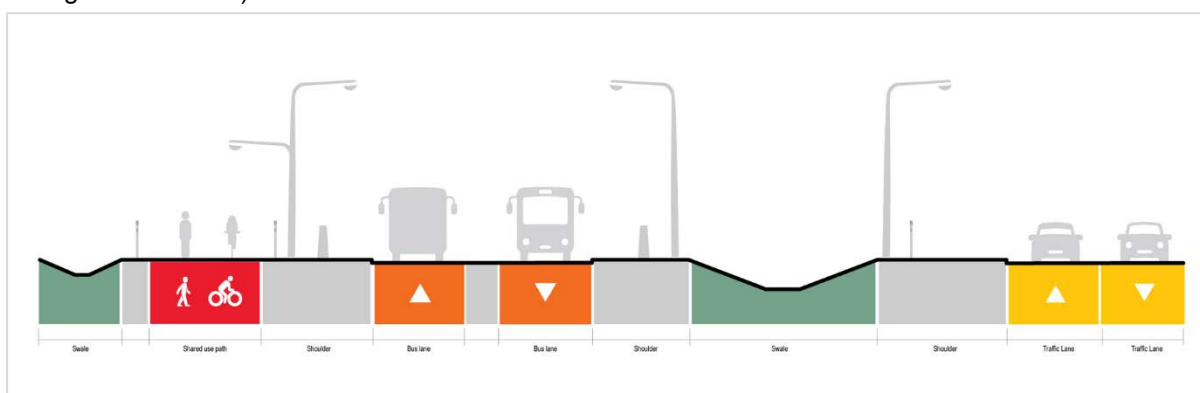 Swale
Shared use path
Shoulder
Bus lane
Bus lane
Shoulder
Swale
Shoulder
Traffic Lane
Traffic Lane